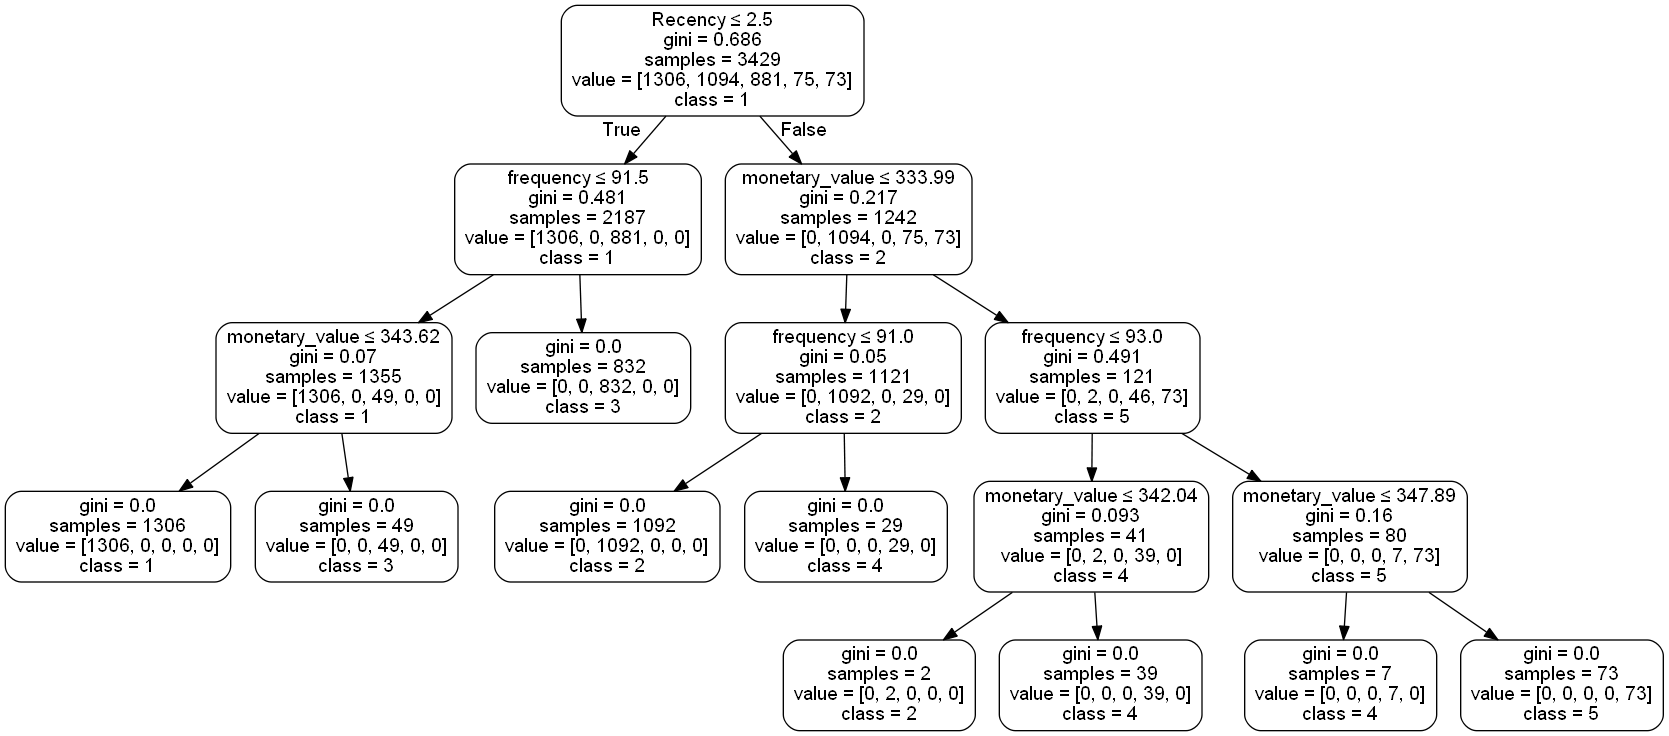 Recency ≤ 2.5
gini = 0.686
samples = 3429
value = [1306, 1094, 881, 75, 73]
class = 1
True
False
frequency ≤ 91.5
gini = 0.481
samples = 2187
value = [1306, 0, 881, 0, 0]
class = 1
monetary_value ≤ 333.99
gini = 0.217
samples = 1242
value = [0, 1094, 0, 75, 73]
class = 2
monetary_value ≤ 343.62
gini = 0.07
samples = 1355
value = [1306, 0, 49, 0, 0]
class = 1
gini = 0.0
samples = 832
value = [0, 0, 832, 0, 0]
class = 3
frequency ≤ 91.0
gini = 0.05
samples = 1121
value = [0, 1092, 0, 29, 0]
class = 2
frequency ≤ 93.0
gini = 0.491
samples = 121
value = [0, 2, 0, 46, 73]
class = 5
gini = 0.0
samples = 1306
value = [1306, 0, 0, 0, 0]
class = 1
gini = 0.0
samples = 49
value = [0, 0, 49, 0, 0]
class = 3
gini = 0.0
samples = 1092
value = [0, 1092, 0, 0, 0]
class = 2
gini = 0.0
samples = 29
value = [0, 0, 0, 29, 0]
class = 4
monetary_value ≤ 342.04
gini = 0.093
samples = 41
value = [0, 2, 0, 39, 0]
class = 4
monetary_value ≤ 347.89
gini = 0.16
samples = 80
value = [0, 0, 0, 7, 73]
class = 5
gini = 0.0
samples = 2
value = [0, 2, 0, 0, 0]
class = 2
gini = 0.0
samples = 39
value = [0, 0, 0, 39, 0]
class = 4
gini = 0.0
samples = 7
value = [0, 0, 0, 7, 0]
class = 4
gini = 0.0
samples = 73
value = [0, 0, 0, 0, 73]
class = 5